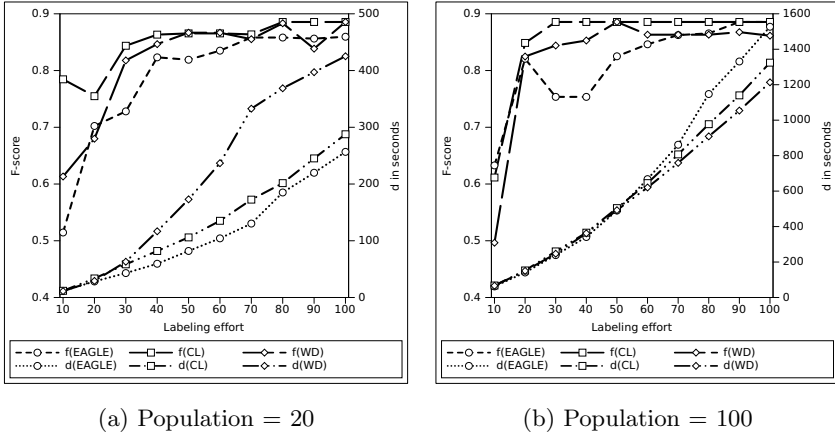 0.9
0.8
0.7
0.6
0.5
0.4
500
400
300
200
100
0
F-score
d in seconds
10 20 30 40 50 60 70 80 90 100
Labeling effort
f(EAGLE) f(CL) f(WD)
d(EAGLE) d(CL) d(WD)
(a) Population = 20
0.9
0.8
0.7
0.6
0.5
0.4
1600
1400
1200
1000
800
600
400
200
0
F-score
d in seconds
10 20 30 40 50 60 70 80 90 100
Labeling effort
f(EAGLE) f(CL) f(WD)
d(EAGLE) d(CL) d(WD)
(b) Population = 100